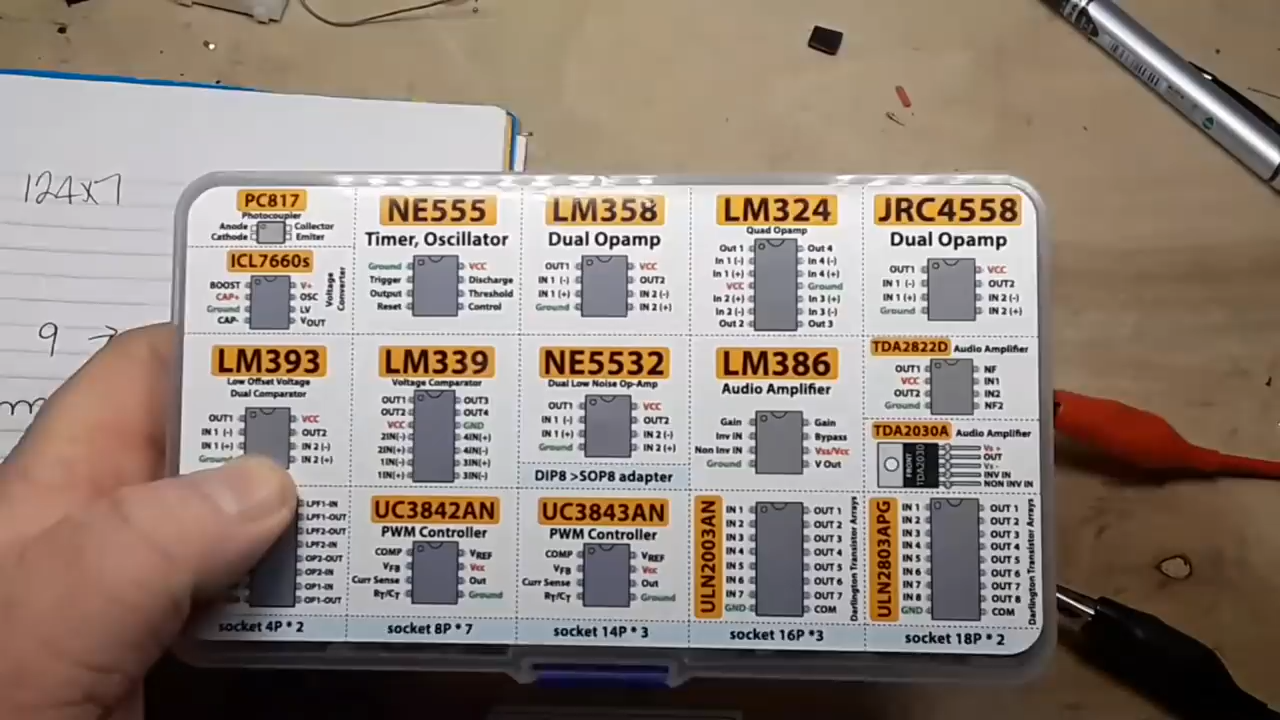 124x7
9
PC817
Photocoupler
Anode Collector
Cathode Emiter
ICL7660s
BOOST V+
CAP+ OSC
Ground LV
CAP- VOUT
Voltage Converter
NE555
Timer, Oscillator
Ground VCC
Trigger Discharge
Output Threshold
Reset Control
LM358
Dual Opamp
OUT1 VCC
IN 1 (-) OUT2
IN 1 (+) IN 2 (-)
Ground IN 2 (+)
LM324
Quad Opamp
Out 1 Out 4
In 1 (-) In 4 (-)
In 1 (+) In 4 (+)
VCC Ground
In 2 (+) In 3 (+)
In 2 (-) In 3 (-)
Out 2 Out 3
JRC4558
Dual Opamp
OUT1 VCC
IN 1 (-) OUT2
IN 1 (+) IN 2 (-)
Ground IN 2 (+)
LM393
Low Offset Voltage
Dual Comparator
OUT1 VCC
IN 1 (-) OUT2
IN 1 (+) IN 2 (-)
IN 2 (+)
LM339
Voltage Comparator
OUT1 OUT3
OUT2 OUT4
VCC GND
2IN(-) 4IN(+)
2IN(+) 4IN(-)
1IN(-) 3IN(+)
1IN(+) 3IN(-)
NE5532
Dual Low Noise Op-Amp
OUT1 VCC
IN 1 (-) OUT2
IN 1 (+) IN 2 (-)
Ground IN 2 (+)
DIP8 >SOP8 adapter
LM386
Audio Amplifier
Gain Gain
Inv IN Bypass
Non Inv IN Vss/Vcc
Ground V Out
TDA2822D Audio Amplifier
OUT1 NF
VCC IN1
OUT2 IN2
Ground NF2
TDA2030A Audio Amplifier
FRONT
TDA2030
Vs +
OUT
Vs -
INV IN
NON INV IN
LPF1-IN
LPF1-OUT
LPF2-OUT
LPF2-IN
OP2-OUT
OP2-IN
OP1-IN
OP1-OUT
UC3842AN
PWM Controller
COMP VREF
VFB Vcc
Curr Sense Out
RT/CT Ground
UC3843AN
PWM Controller
COMP VREF
VFB Vcc
Curr Sense Out
RT/CT Ground
ULN2003AN
IN 1 OUT 1
IN 2 OUT 2
IN 3 OUT 3
IN 4 OUT 4
IN 5 OUT 5
IN 6 OUT 6
IN 7 OUT 7
GND COM
Darlington Transistor Arrays
ULN2803APG
IN 1 OUT 1
IN 2 OUT 2
IN 3 OUT 3
IN 4 OUT 4
IN 5 OUT 5
IN 6 OUT 6
IN 7 OUT 7
IN 8 OUT 8
GND COM
Darlington Transistor Arrays
socket 4P * 2
socket 8P * 7
socket 14P * 3
socket 16P *3
socket 18P * 2